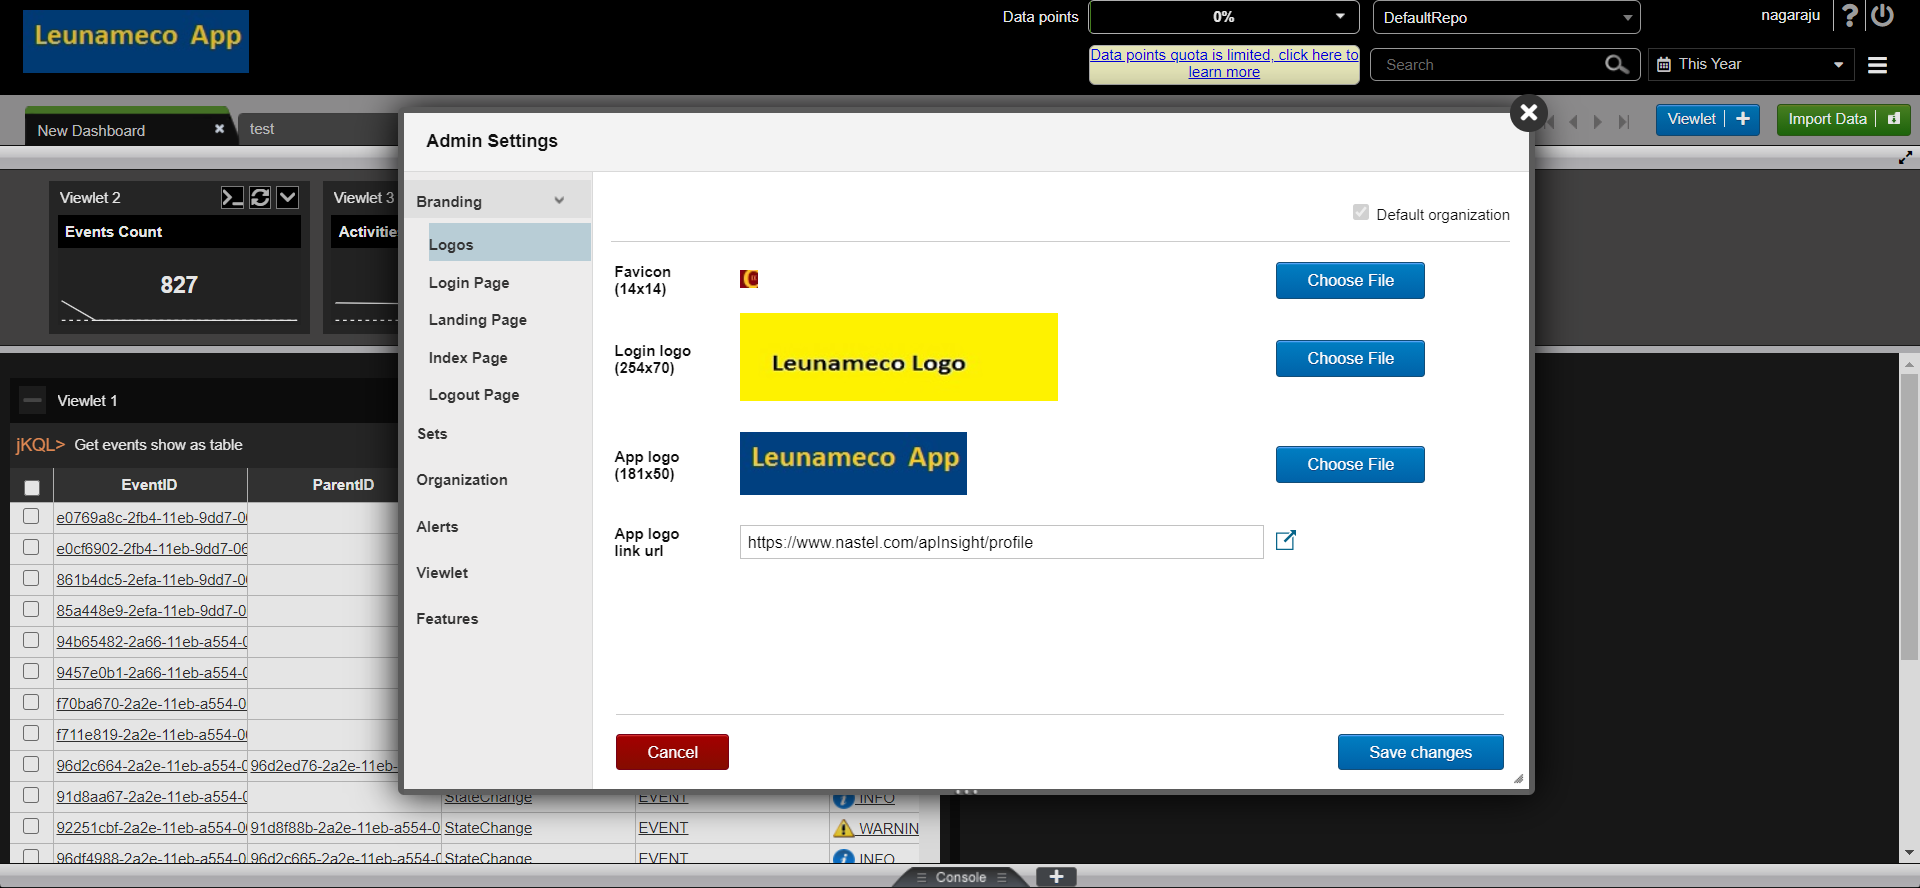 Leunameco App
Data points
0%
DefaultRepo
nagaraju
?
Data points quota is limited, click here to
learn more
Search
This Year
New Dashboard
test
Viewlet
Import Data
Admin Settings
Viewlet 2
Events Count
827
Viewlet 3
Activitie
Branding
Logos
Login Page
Landing Page
Index Page
Logout Page
Sets
Organization
Alerts
Viewlet
Features
Default organization
Favicon
(14x14)
Choose File
Login logo
(254x70)
Leunameco Logo
Choose File
App logo
(181x50)
Leunameco App
Choose File
App logo
link url
https://www.nastel.com/apInsight/profile
Cancel
Save changes
Viewlet 1
jKQL> Get events show as table
EventID ParentID
e0769a8c-2fb4-11eb-9dd7-0
e0cf6902-2fb4-11eb-9dd7-06
861b4dc5-2efa-11eb-9dd7-0
85a448e9-2efa-11eb-9dd7-0
94b65482-2a66-11eb-a554-0
9457e0b1-2a66-11eb-a554-0
f70ba670-2a2e-11eb-a554-0
f711e819-2a2e-11eb-a554-0
96d2c664-2a2e-11eb-a554-0 96d2ed76-2a2e-11eb-
91d8aa67-2a2e-11eb-a554-0 StateChange EVENT INFO
92251cbf-2a2e-11eb-a554-0 91d8f88b-2a2e-11eb-a554-0 StateChange EVENT WARNIN
96df4988-2a2e-11eb-a554-0 96d2c665-2a2e-11eb-a554-0 StateChange EVENT INFO
Console